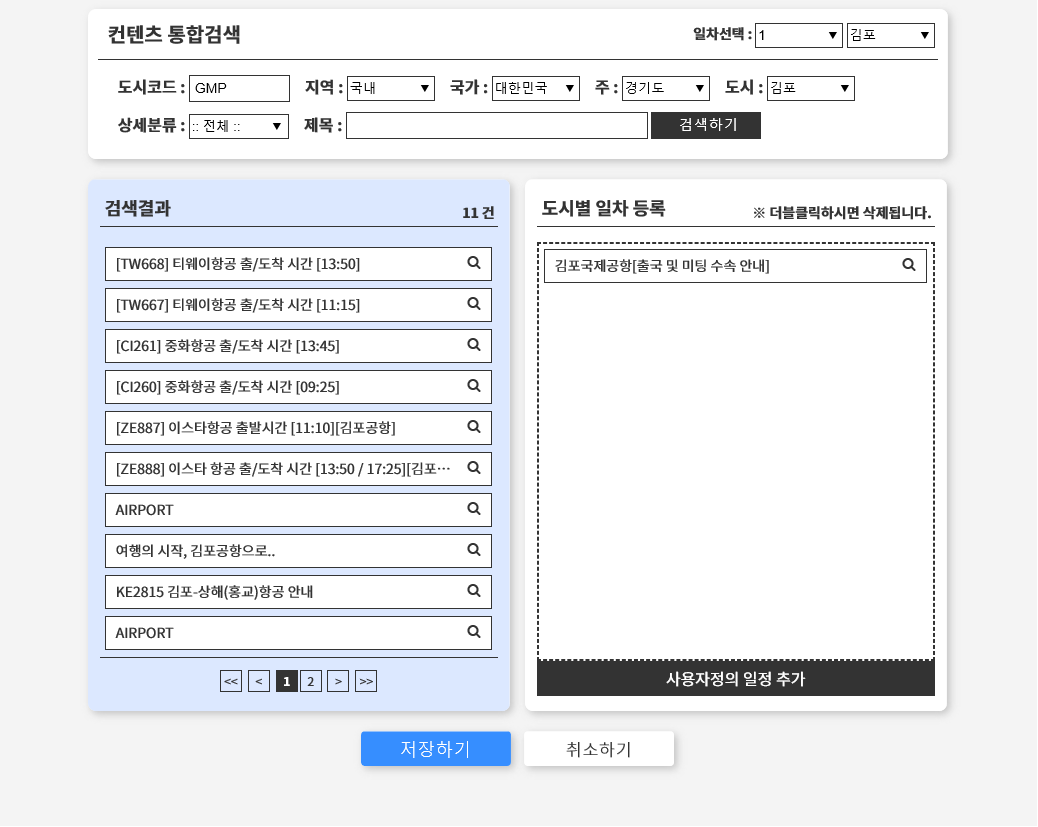 컨텐츠 통합검색
일차선택 : 1 ▼ 김포 ▼
도시코드 : GMP 지역 : 국내 ▼ 국가 : 대한민국 ▼ 주 : 경기도 ▼ 도시 : 김포 ▼
상세분류 : :: 전체 :: ▼ 제목 : 검색하기
검색결과
11 건
[TW668] 티웨이항공 출/도착 시간 [13:50]
[TW667] 티웨이항공 출/도착 시간 [11:15]
[CI261] 중화항공 출/도착 시간 [13:45]
[CI260] 중화항공 출/도착 시간 [09:25]
[ZE887] 이스타항공 출발시간 [11:10][김포공항]
[ZE888] 이스타 항공 출/도착 시간 [13:50 / 17:25][김포…
AIRPORT
여행의 시작, 김포공항으로..
KE2815 김포-상해(홍교)항공 안내
AIRPORT
<< < 1 2 > >>
도시별 일차 등록
※ 더블클릭하시면 삭제됩니다.
김포국제공항[출국 및 미팅 수속 안내]
사용자정의 일정 추가
저장하기 취소하기